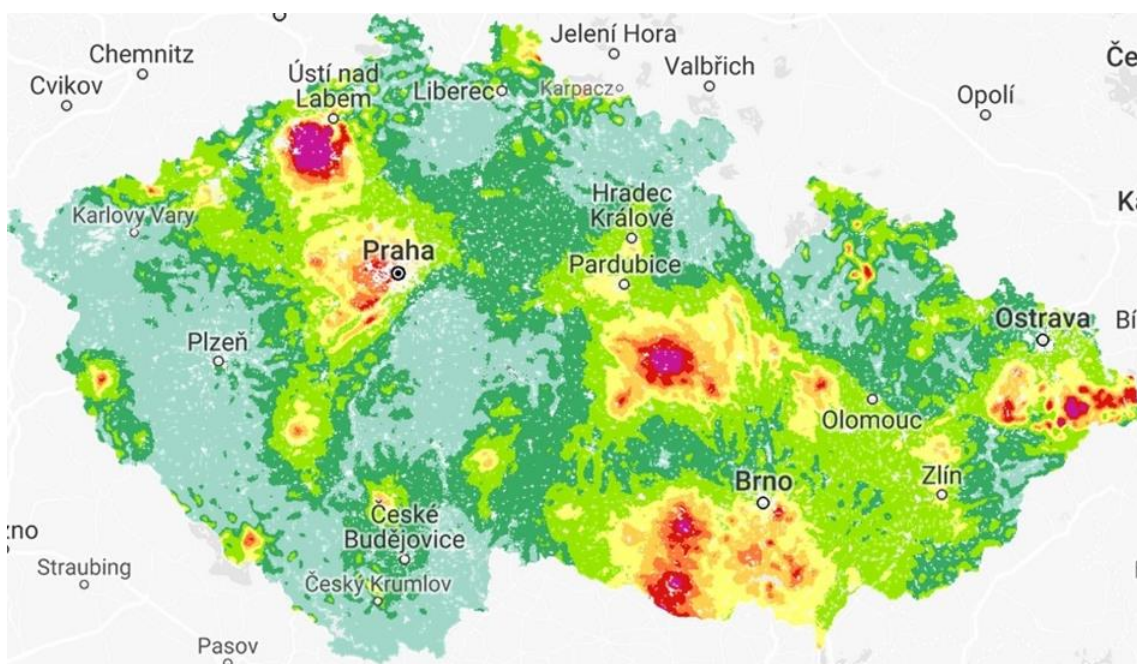 Jelení Hora
Chemnitz
Valbřich
Če
Cvikov
Ústí nad
Labem
Liberec
Karpacz
Opolí
Karlovy Vary
Hradec
Králové
Ka
Praha
Pardubice
Plzeň
Ostrava
Bí
Olomouc
Brno
Zlín
České
Budějovice
zno
Straubing
Český Krumlov
Pasov